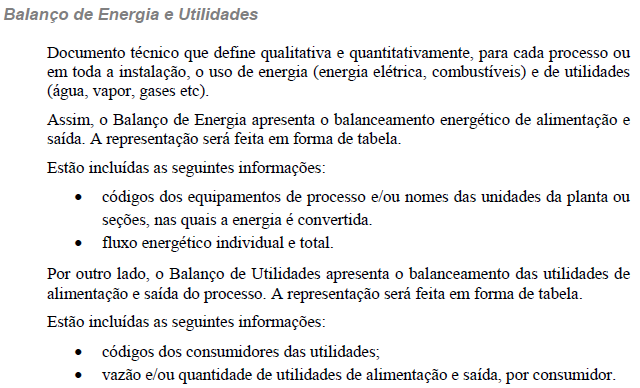 Balanço de Energia e Utilidades
Documento técnico que define qualitativa e quantitativamente, para cada processo ou
em toda a instalação, o uso de energia (energia elétrica, combustíveis) e de utilidades
(água, vapor, gases etc).
Assim, o Balanço de Energia apresenta o balanceamento energético de alimentação e
saída. A representação será feita em forma de tabela.
Estão incluídas as seguintes informações:
• códigos dos equipamentos de processo e/ou nomes das unidades da planta ou
seções, nas quais a energia é convertida.
• fluxo energético individual e total.
Por outro lado, o Balanço de Utilidades apresenta o balanceamento das utilidades de
alimentação e saída do processo. A representação será feita em forma de tabela.
Estão incluídas as seguintes informações:
• códigos dos consumidores das utilidades;
• vazão e/ou quantidade de utilidades de alimentação e saída, por consumidor.